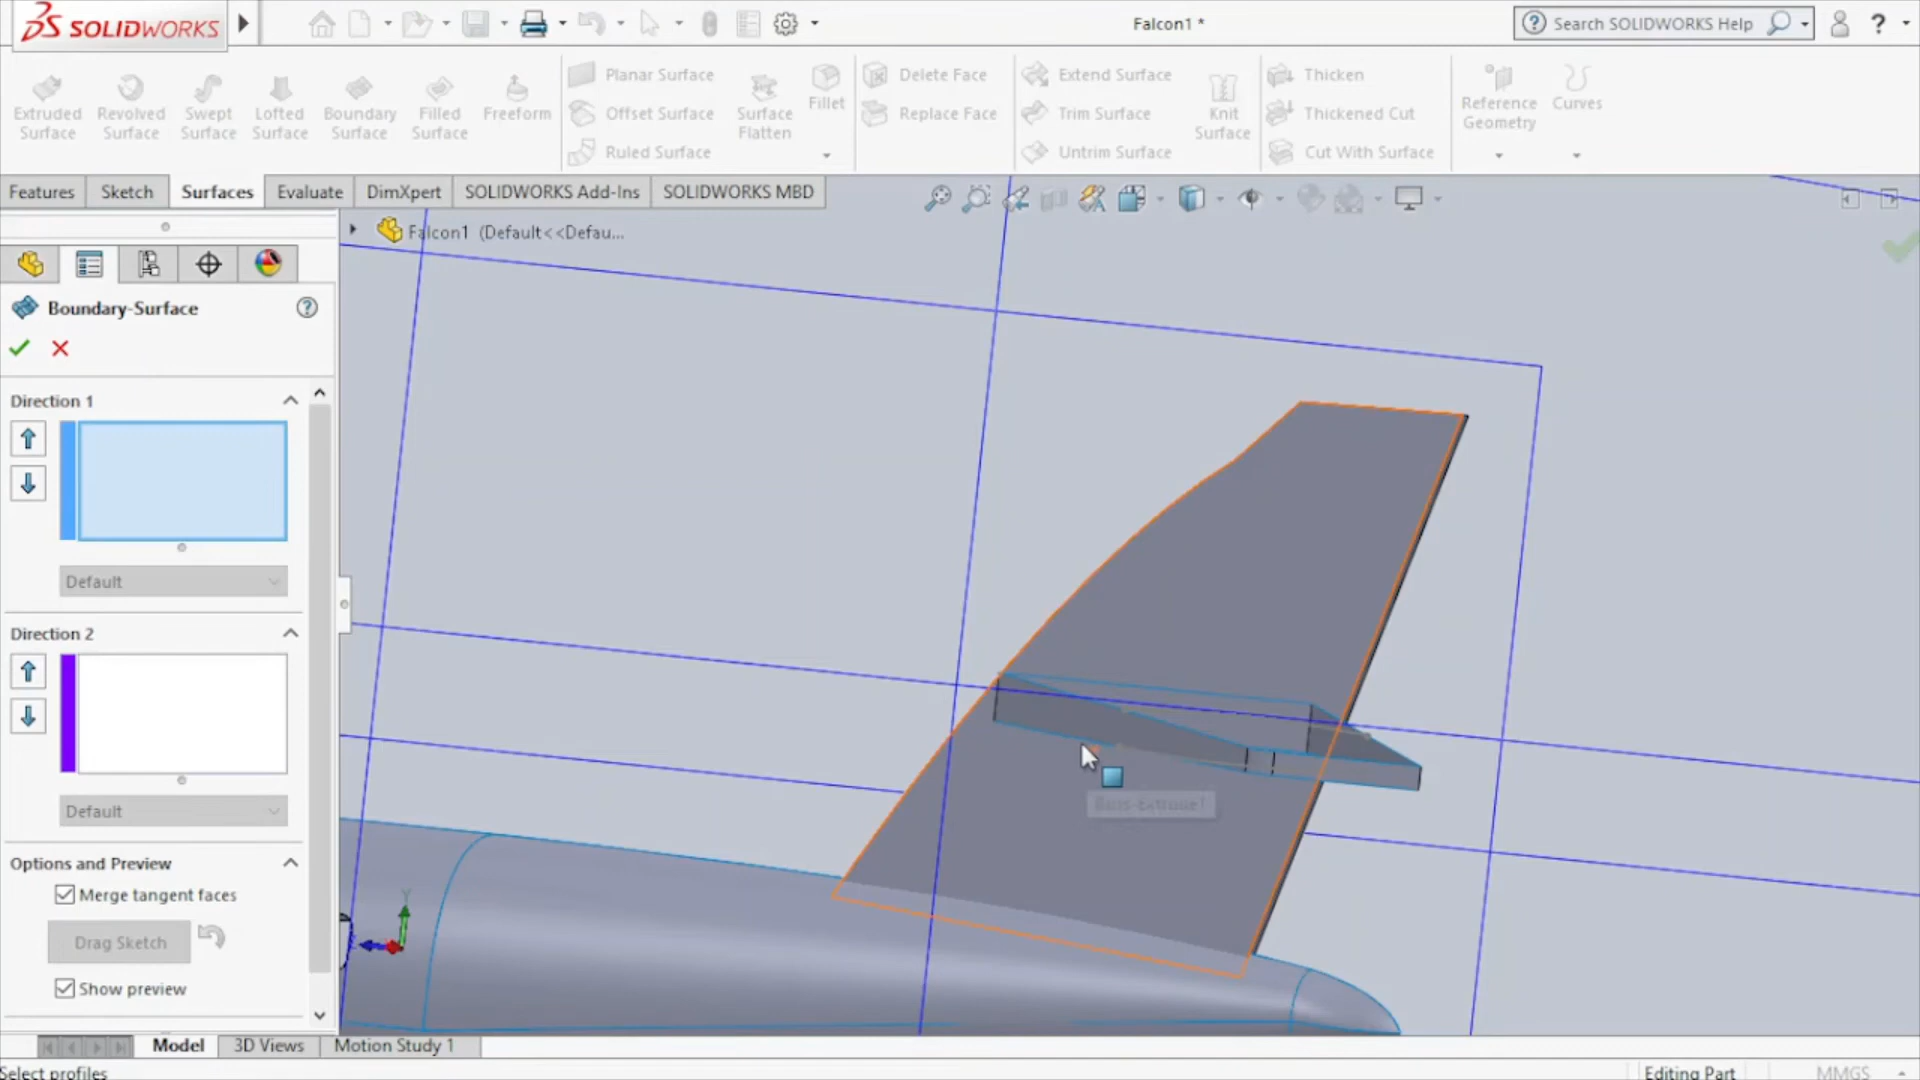 SOLIDWORKS
Falcon1 *
Search SOLIDWORKS Help
?
Extruded Surface
Revolved Surface
Swept Surface
Lofted Surface
Boundary Surface
Filled Surface
Freeform
Planar Surface
Offset Surface
Ruled Surface
Surface Flatten
Fillet
Delete Face
Replace Face
Extend Surface
Trim Surface
Untrim Surface
Knit Surface
Thicken
Thickened Cut
Cut With Surface
Reference Geometry
Curves
Features
Sketch
Surfaces
Evaluate
DimXpert
SOLIDWORKS Add-Ins
SOLIDWORKS MBD
Falcon1 (Default<<Defau...
Boundary-Surface
?
Direction 1
Default
Direction 2
Default
Options and Preview
Merge tangent faces
Drag Sketch
Show preview
Y
Boss-Extrude1
Model
3D Views
Motion Study 1
Select profiles
Editing Part
MMGS